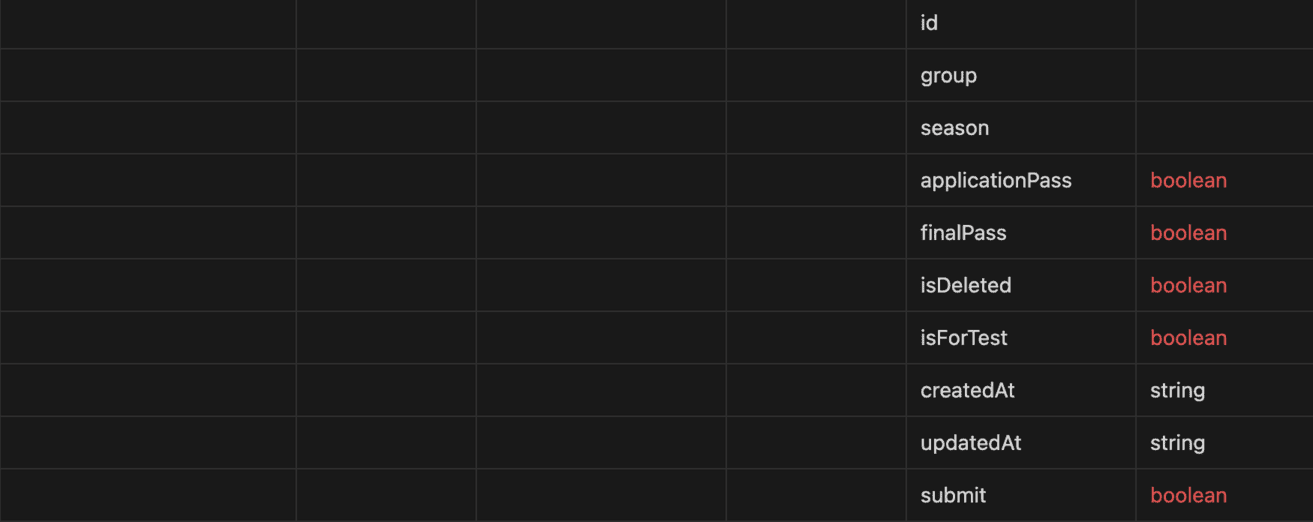 id
group
season
applicationPass boolean
finalPass boolean
isDeleted boolean
isForTest boolean
createdAt string
updatedAt string
submit boolean